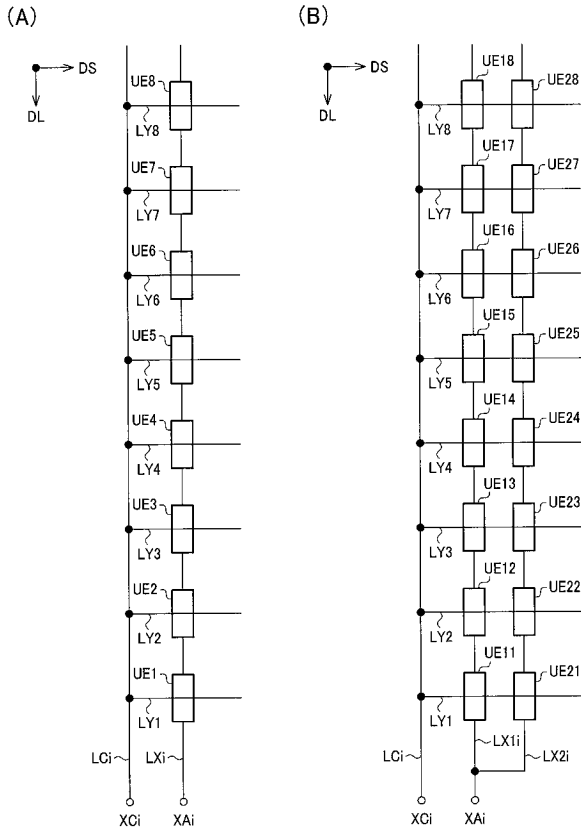 (A)
DS
DL
UE8
LY8
UE7
LY7
UE6
LY6
UE5
LY5
UE4
LY4
UE3
LY3
UE2
LY2
UE1
LY1
LCi
LXi
XCi
XAi
(B)
DS
DL
UE18
UE28
LY8
UE17
UE27
LY7
UE16
UE26
LY6
UE15
UE25
LY5
UE14
UE24
LY4
UE13
UE23
LY3
UE12
UE22
LY2
UE11
UE21
LY1
LX1i
LCi
LX2i
XCi
XAi